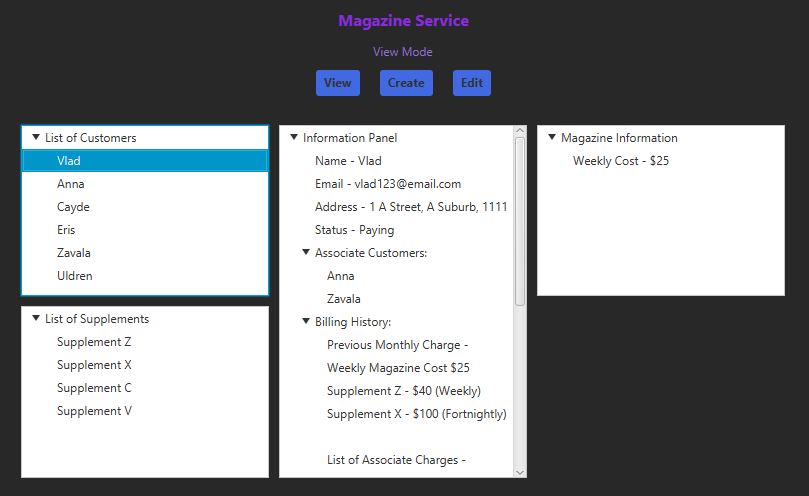 Magazine Service
View Mode
View
Create
Edit
List of Customers
Vlad
Anna
Cayde
Eris
Zavala
Uldren
List of Supplements
Supplement Z
Supplement X
Supplement C
Supplement V
Information Panel
Name - Vlad
Email - vlad123@email.com
Address - 1 A Street, A Suburb, 1111
Status - Paying
Associate Customers:
Anna
Zavala
Billing History:
Previous Monthly Charge -
Weekly Magazine Cost $25
Supplement Z - $40 (Weekly)
Supplement X - $100 (Fortnightly)
List of Associate Charges -
Magazine Information
Weekly Cost - $25